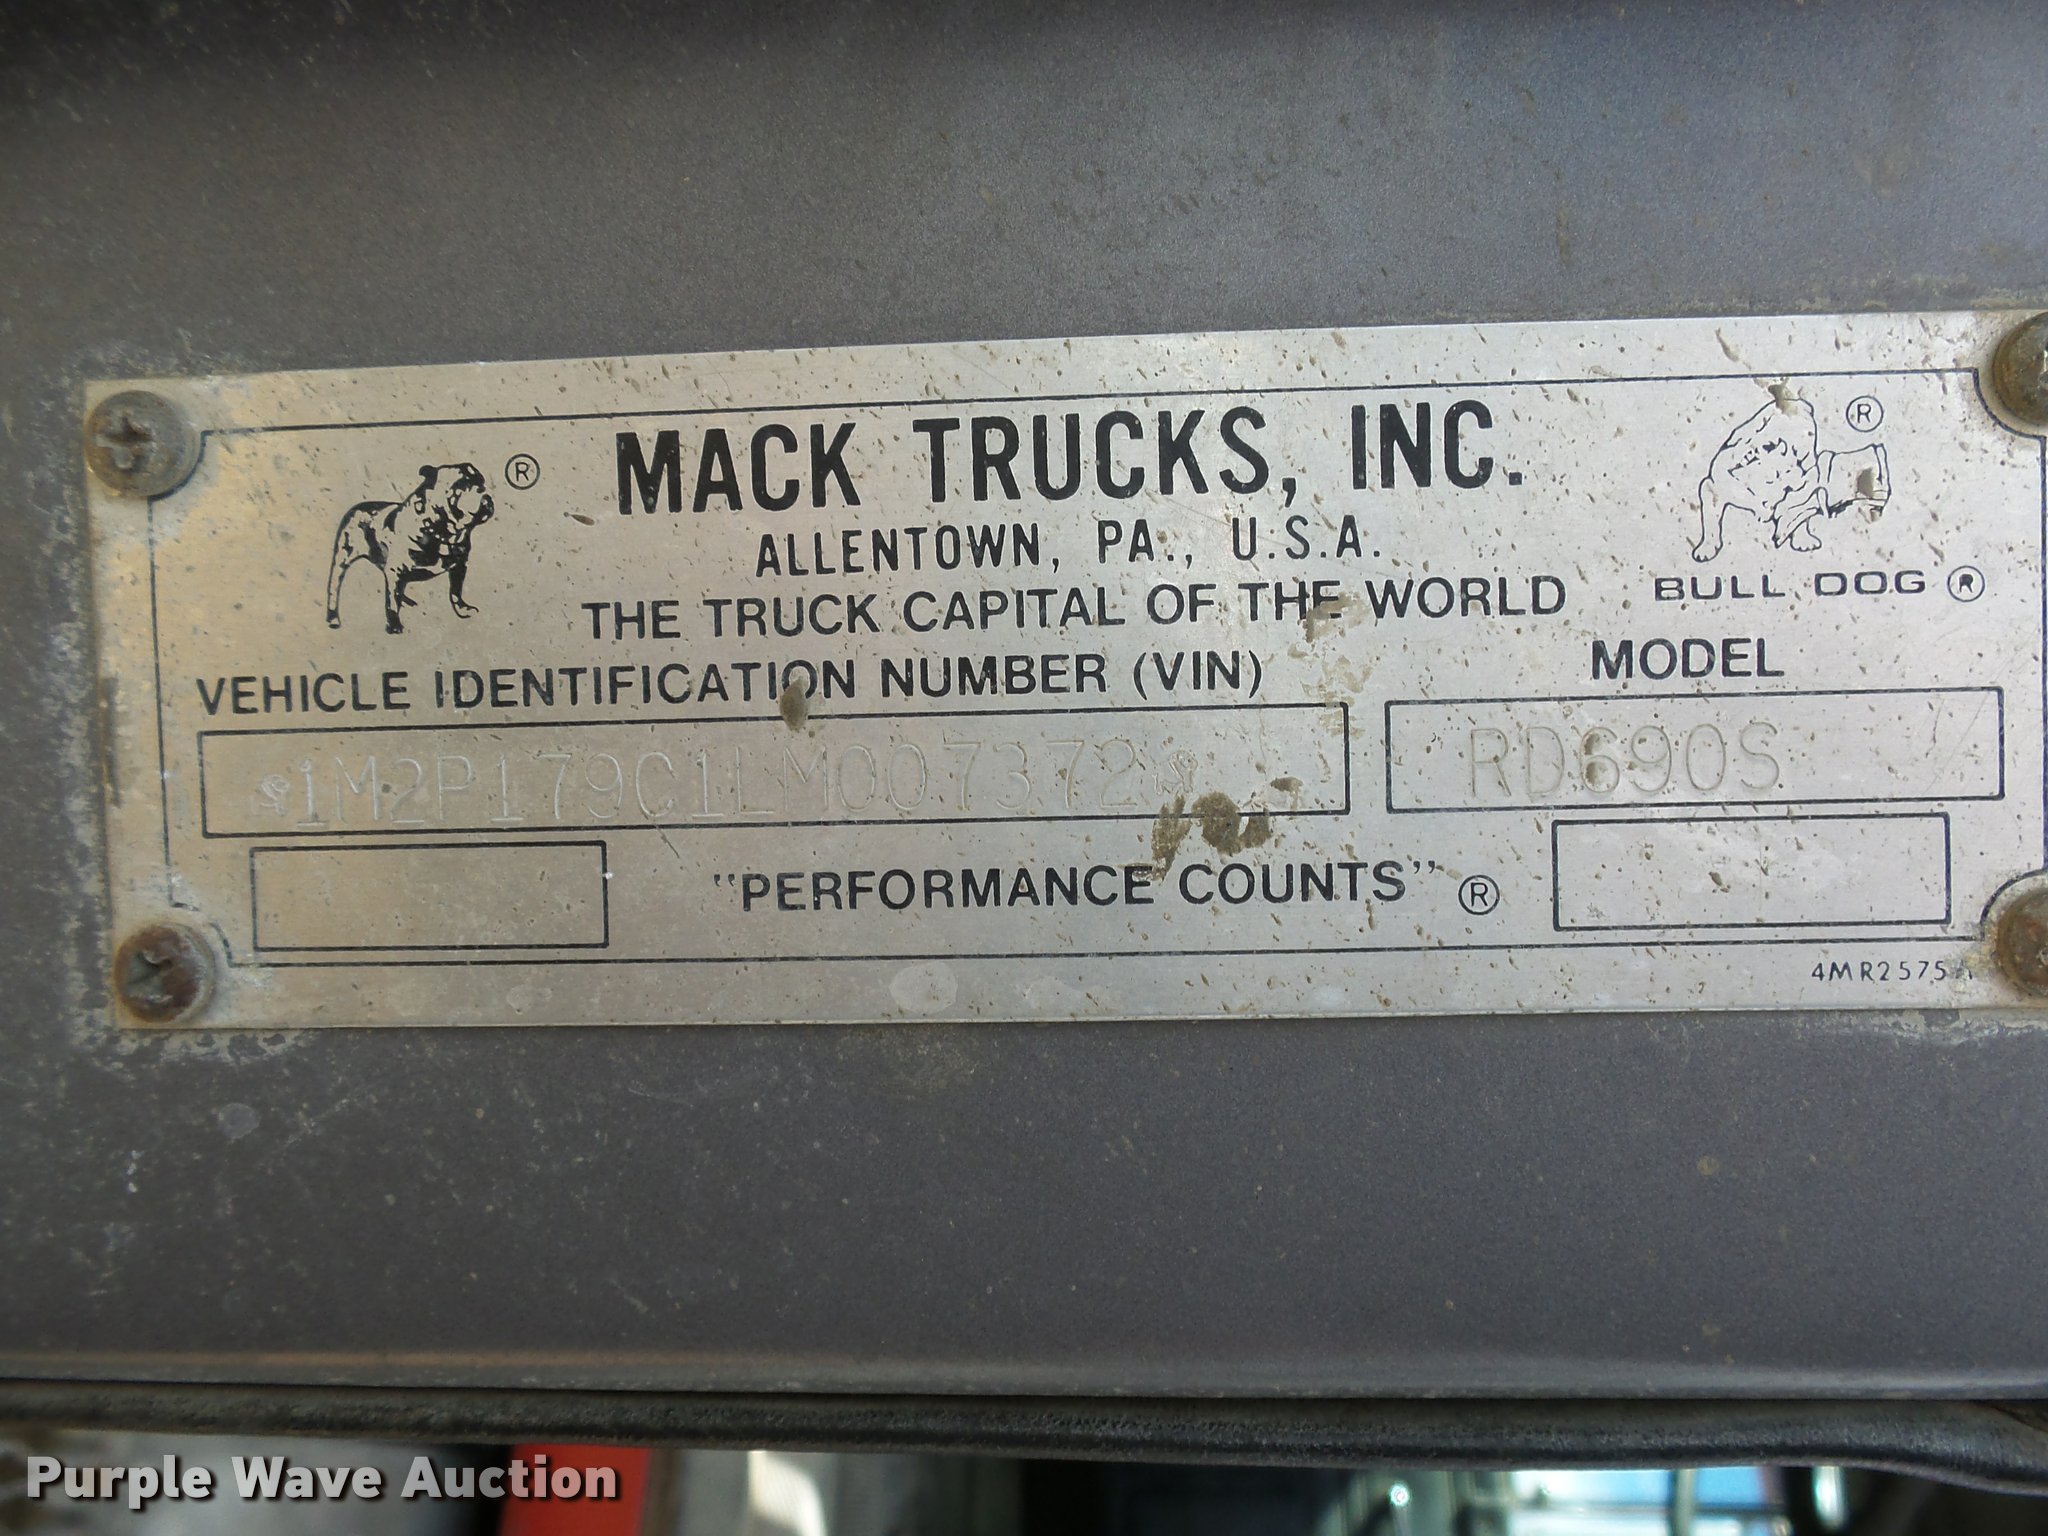 MACK TRUCKS, INC.
ALLENTOWN, PA., U.S.A.
THE TRUCK CAPITAL OF THE WORLD
BULL DOG ®
VEHICLE IDENTIFICATION NUMBER (VIN)
MODEL
1M2P179C1LM007372
RD690S
"PERFORMANCE COUNTS" ®
4MR2575A
Purple Wave Auction